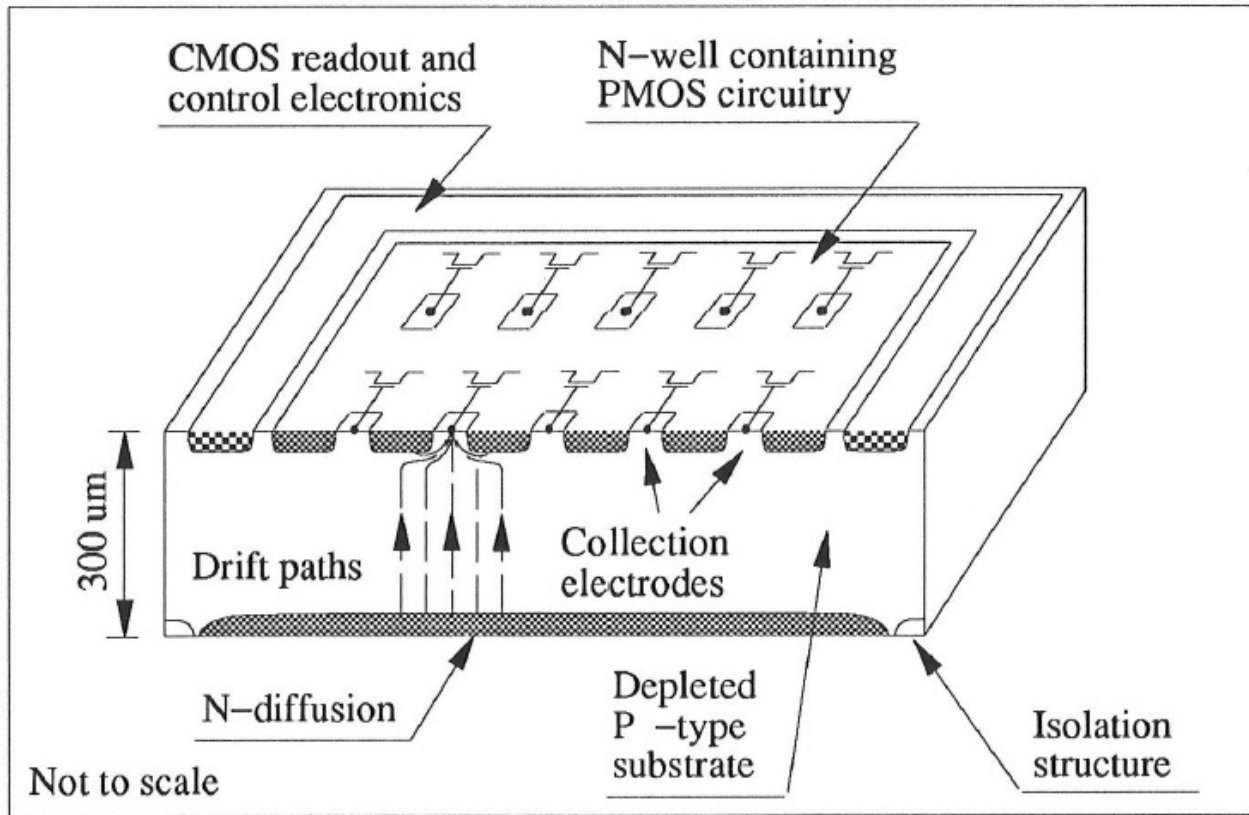 CMOS readout and
control electronics
N−well containing
PMOS circuitry
300 um
Drift paths
Collection
electrodes
N−diffusion
Depleted
P −type
substrate
Isolation
structure
Not to scale